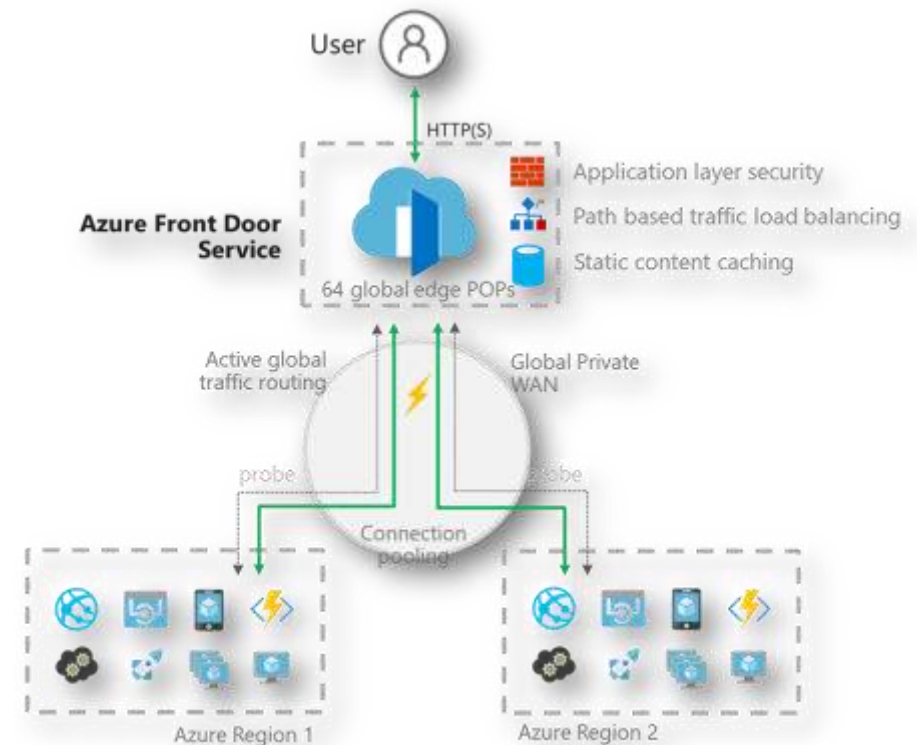 User
HTTP(S)
Application layer security
Azure Front Door
Service
Path based traffic load balancing
Static content caching
64 global edge POPs
Active global
traffic routing
Global Private
WAN
probe
probe
Connection
pooling
Azure Region 1
Azure Region 2